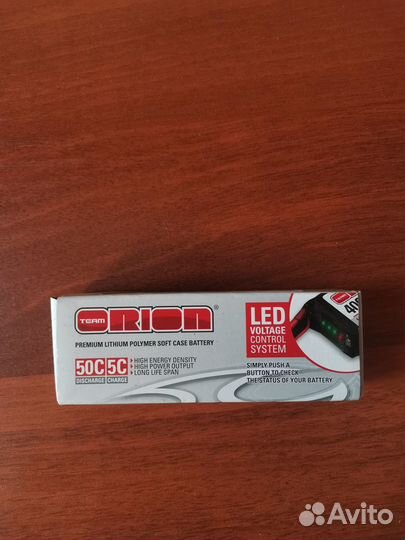 TEAM ORION®
PREMIUM LITHIUM POLYMER SOFT CASE BATTERY
50C 5C
DISCHARGE CHARGE
HIGH ENERGY DENSITY
HIGH POWER OUTPUT
LONG LIFE SPAN
LED
VOLTAGE
CONTROL
SYSTEM
SIMPLY PUSH A
BUTTON TO CHECK
THE STATUS OF YOUR BATTERY
Avito